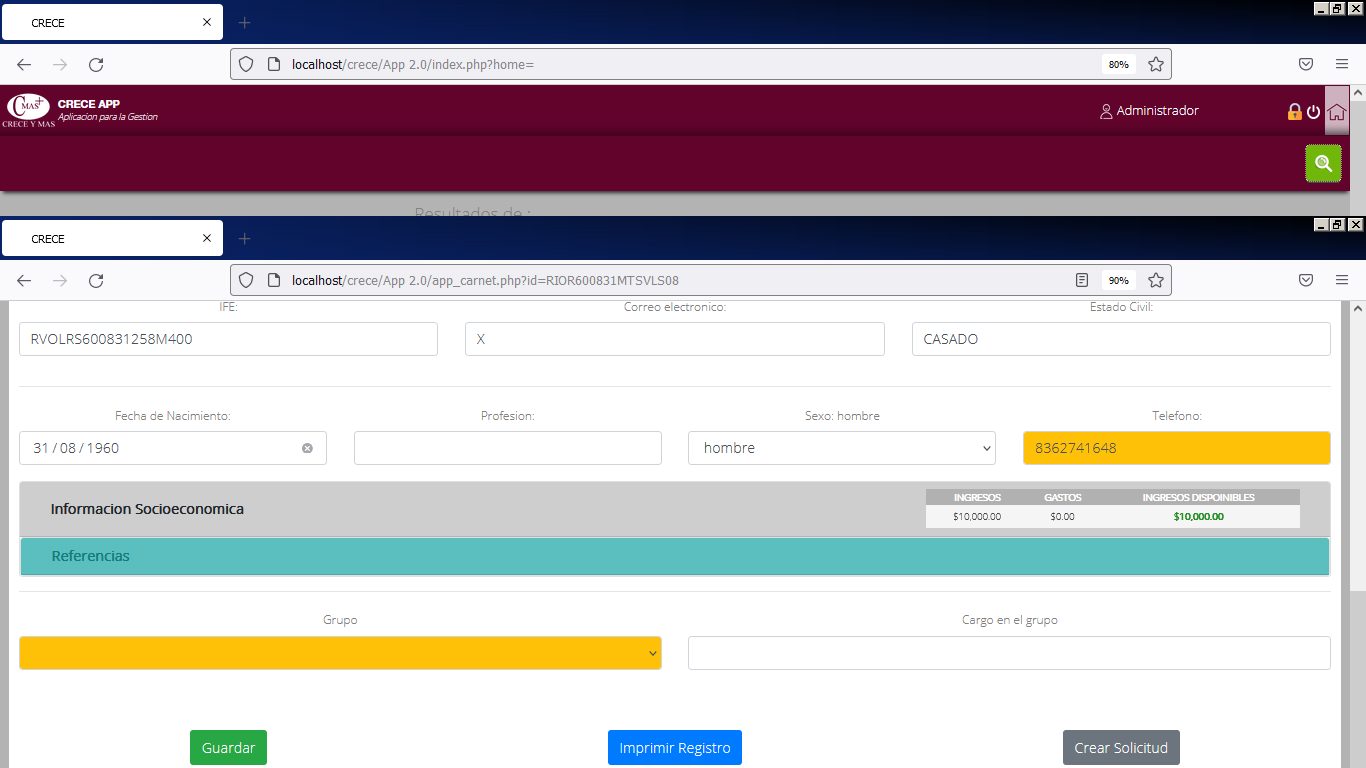 CRECE
localhost/crece/App 2.0/index.php?home=
80%
C MAS+
CRECE Y MAS
CRECE APP
Aplicacion para la Gestion
Administrador
Resultados de :
CRECE
localhost/crece/App 2.0/app_carnet.php?id=RIOR600831MTSVLS08
90%
IFE:
Correo electronico:
Estado Civil:
RVOLRS600831258M400
X
CASADO
Fecha de Nacimiento:
Profesion:
Sexo: hombre
Telefono:
31 / 08 / 1960
hombre
8362741648
Informacion Socioeconomica
INGRESOS
GASTOS
INGRESOS DISPOINIBLES
$10,000.00
$0.00
$10,000.00
Referencias
Grupo
Cargo en el grupo
Guardar
Imprimir Registro
Crear Solicitud